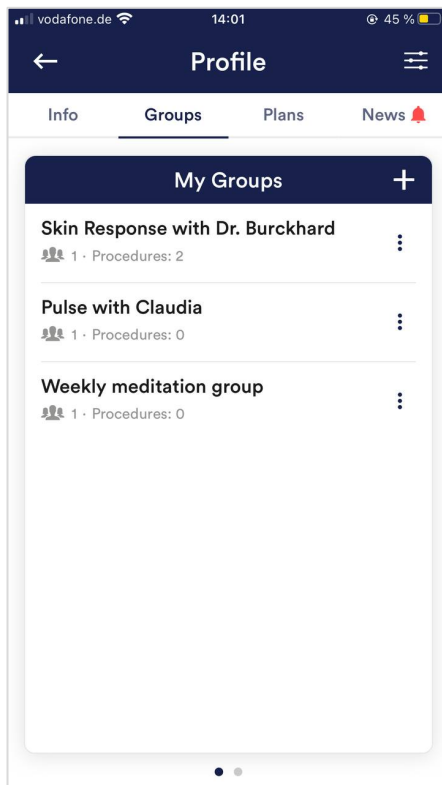 vodafone.de 14:01 45 %
Profile
Info Groups Plans News
My Groups +
Skin Response with Dr. Burckhard
1 · Procedures: 2
Pulse with Claudia
1 · Procedures: 0
Weekly meditation group
1 · Procedures: 0